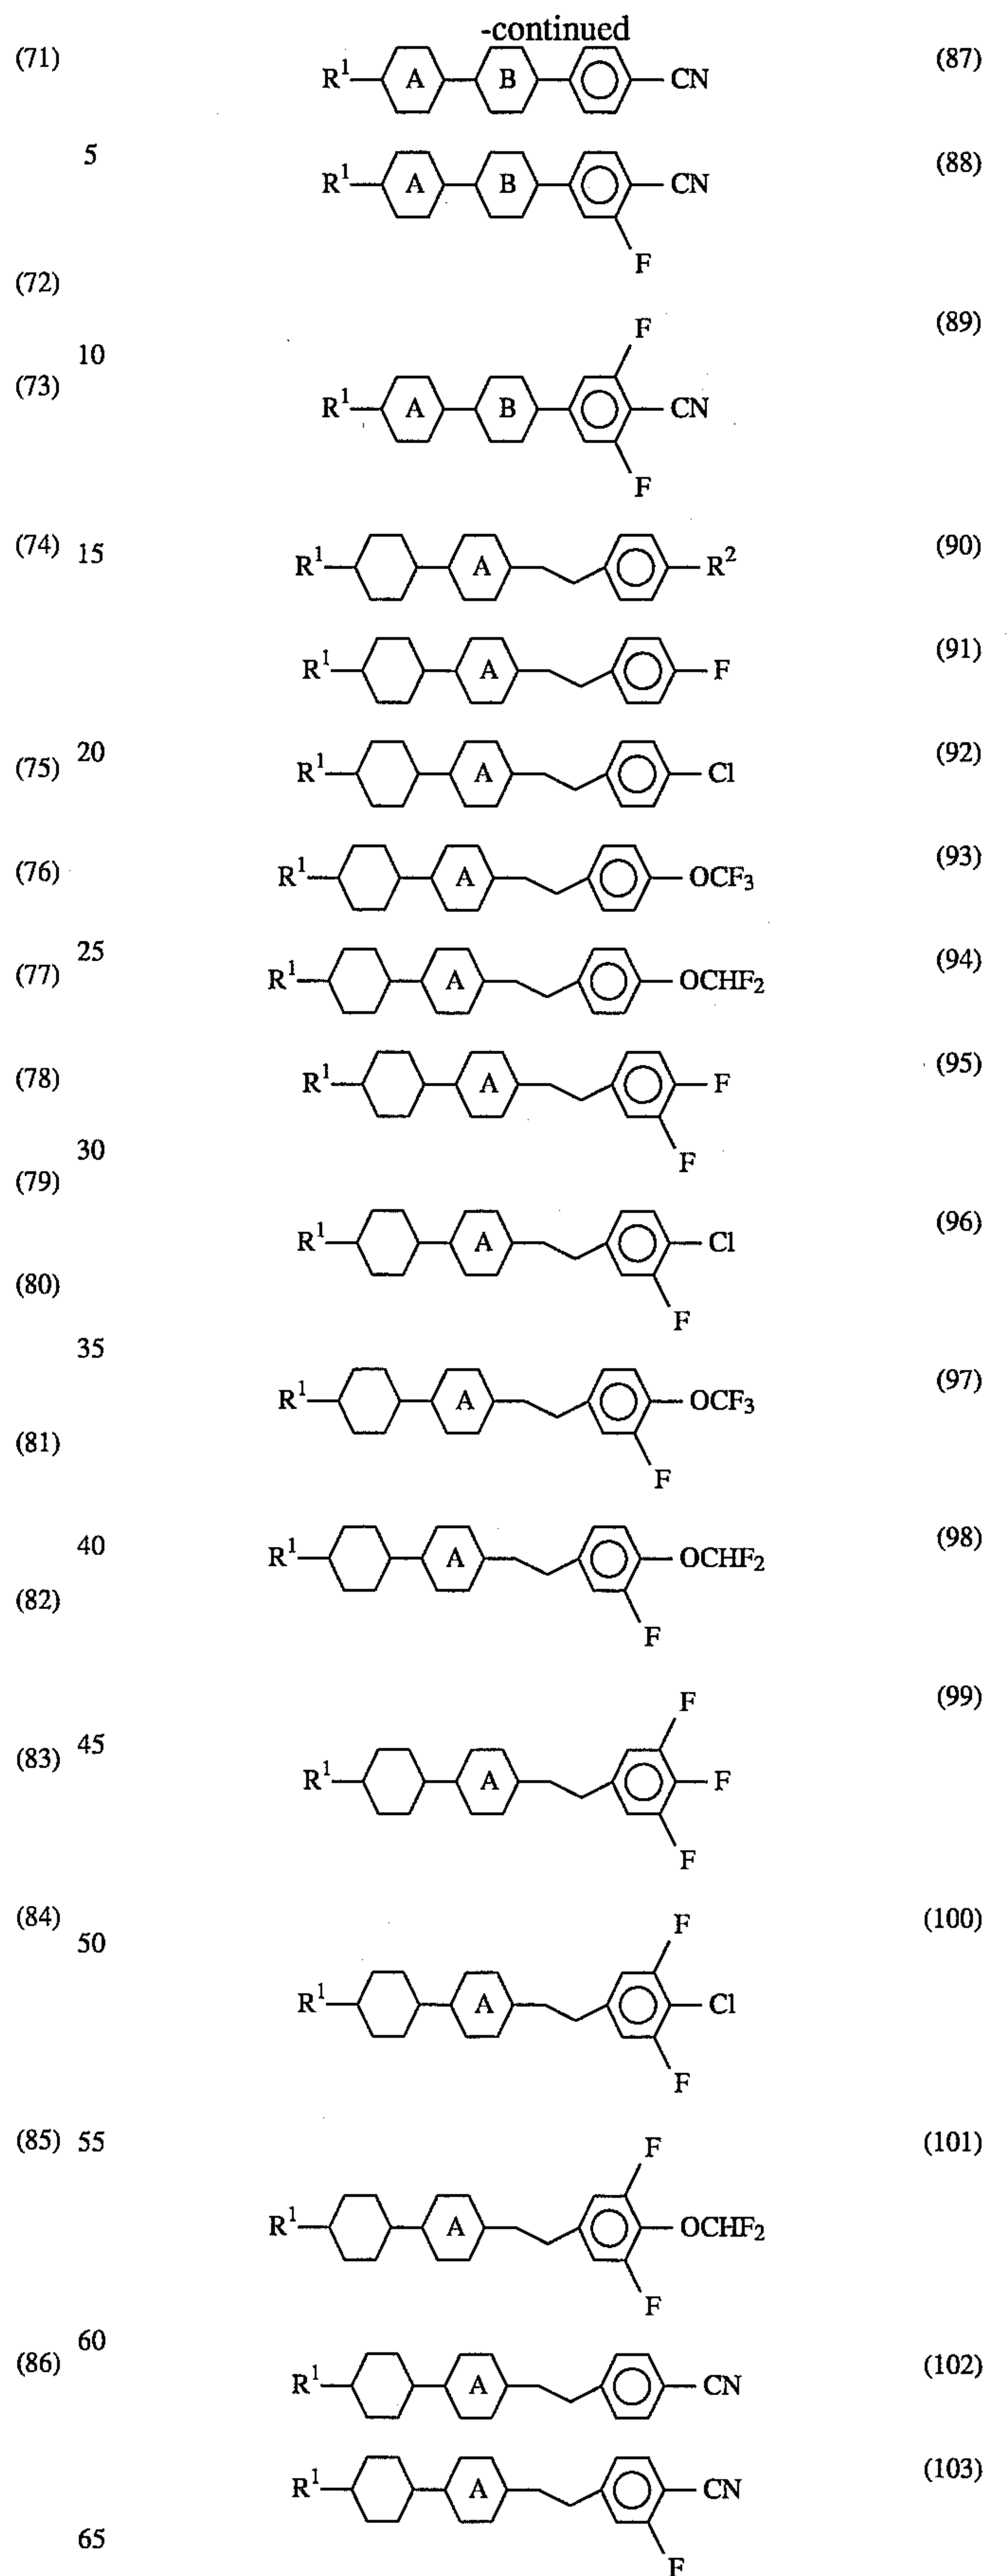 -continued
(71) R¹ A B CN (87)
5 R¹ A B CN (88)
F
(72)
F (89)
10
(73) R¹ A B CN
F
(74) 15 R¹ A R² (90)
R¹ A F (91)
(75) 20 R¹ A Cl (92)
(76) R¹ A OCF₃ (93)
(77) 25 R¹ A OCHF₂ (94)
(78) R¹ A F (95)
30 F
(79)
R¹ A Cl (96)
(80) F
35
R¹ A OCF₃ (97)
(81) F
40 R¹ A OCHF₂ (98)
(82) F
F (99)
(83) 45 R¹ A F
F
(84) F (100)
50
R¹ A Cl
F
(85) 55 F (101)
R¹ A OCHF₂
F
60
(86) R¹ A CN (102)
R¹ A CN (103)
65 F